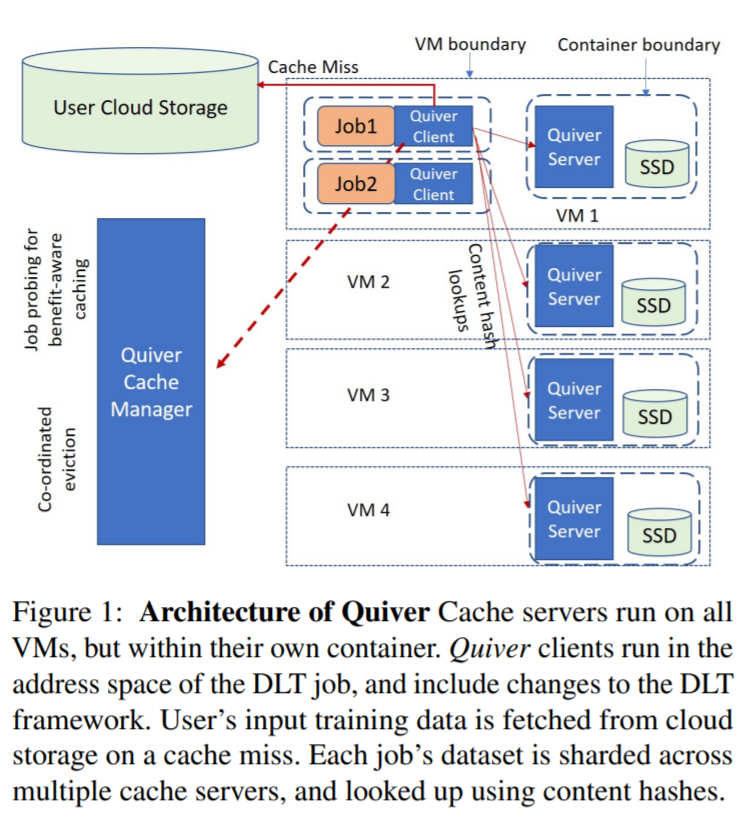 VM boundary
Container boundary
Cache Miss
User Cloud Storage
Job1
Quiver
Client
Quiver
Server
SSD
Job2
Quiver
Client
VM 1
Job probing for
benefit-aware
caching
Content hash
lookups
VM 2
Quiver
Server
SSD
Quiver
Cache
Manager
VM 3
Quiver
Server
SSD
Co-ordinated
eviction
VM 4
Quiver
Server
SSD
Figure 1: Architecture of Quiver Cache servers run on all
VMs, but within their own container. Quiver clients run in the
address space of the DLT job, and include changes to the DLT
framework. User's input training data is fetched from cloud
storage on a cache miss. Each job's dataset is sharded across
multiple cache servers, and looked up using content hashes.